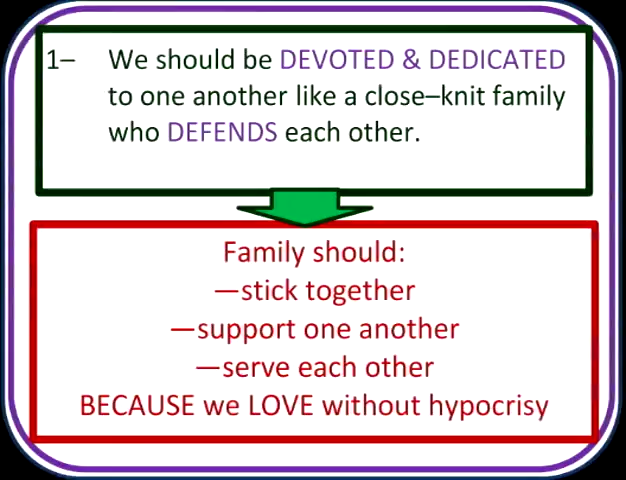 1– We should be DEVOTED & DEDICATED
to one another like a close–knit family
who DEFENDS each other.
Family should:
—stick together
—support one another
—serve each other
BECAUSE we LOVE without hypocrisy